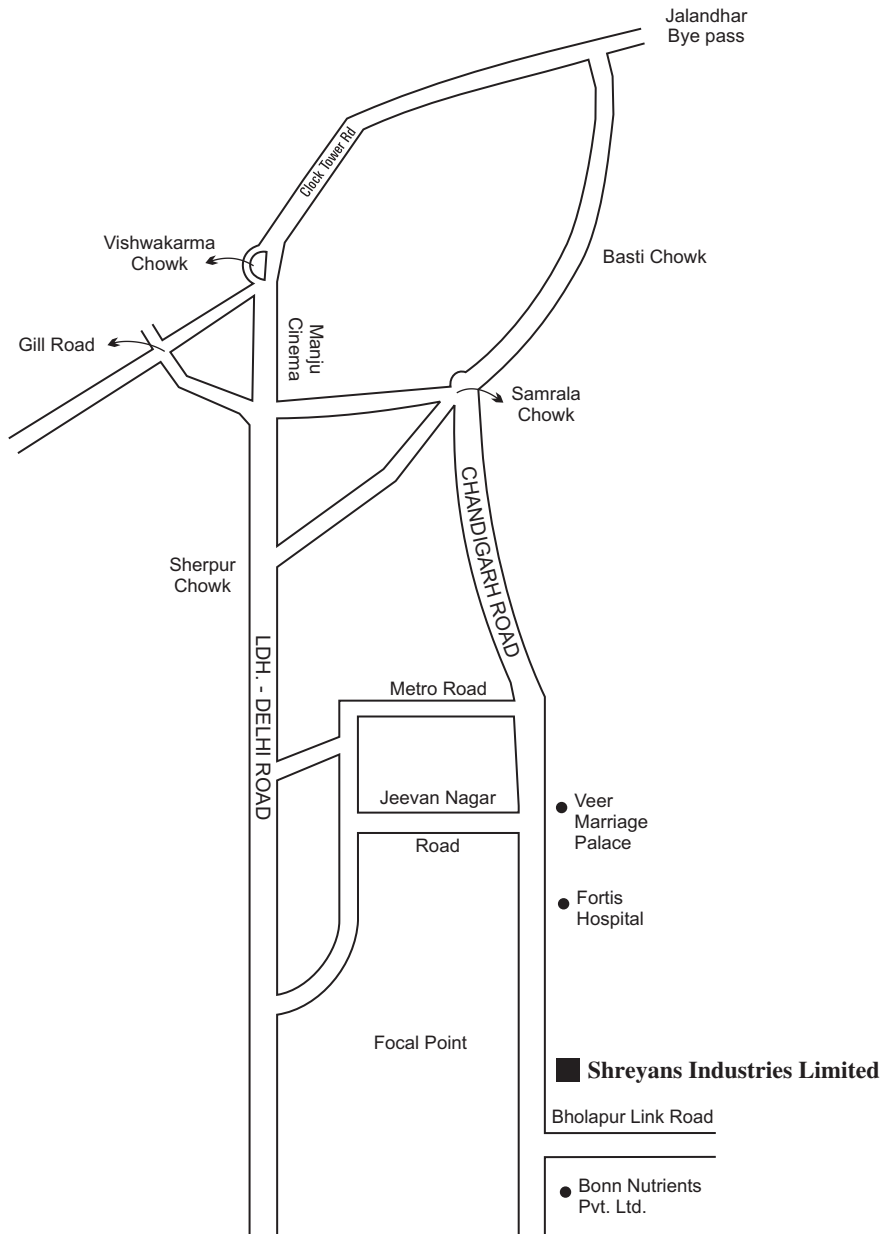 Jalandhar
Bye pass
Clock Tower Rd
Vishwakarma
Chowk
Basti Chowk
Gill Road
Manju
Cinema
Samrala
Chowk
CHANDIGARH ROAD
Sherpur
Chowk
LDH. - DELHI ROAD
Metro Road
Jeevan Nagar
Road
Veer
Marriage
Palace
Fortis
Hospital
Focal Point
Shreyans Industries Limited
Bholapur Link Road
Bonn Nutrients
Pvt. Ltd.